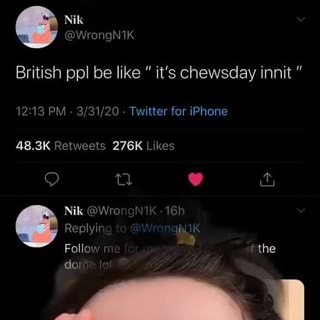 Nik
@WrongN1K
British ppl be like “ it’s chewsday innit ”
12:13 PM · 3/31/20 · Twitter for iPhone
48.3K Retweets 276K Likes
Nik @WrongN1K · 16h
Replying to @WrongN1K
Follow me for the
dome lol